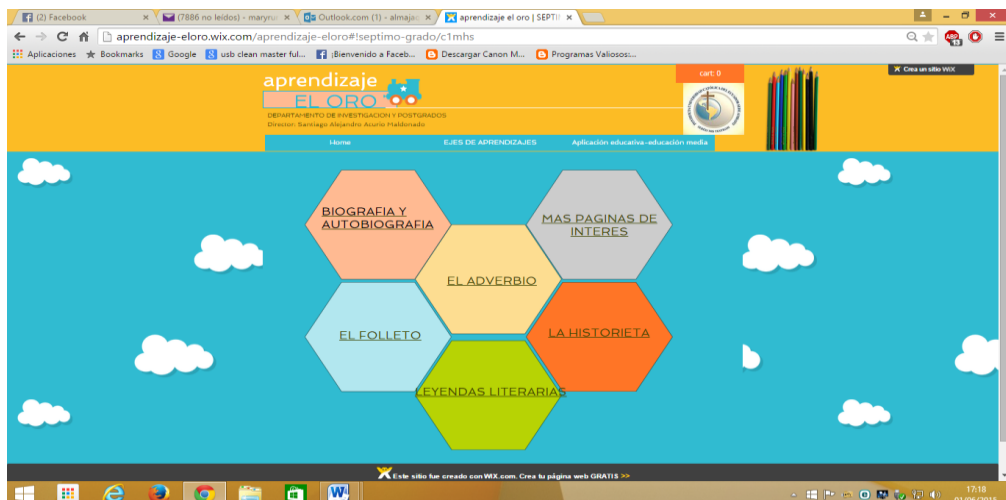 (2) Facebook
(7886 no leídos) - maryru
Outlook.com (1) - almaja
aprendizaje el oro | SEPTI
aprendizaje-eloro.wix.com/aprendizaje-eloro#!septimo-grado/c1mhs
Aplicaciones
Bookmarks
Google
usb clean master ful...
¡Bienvenido a Faceb...
Descargar Canon M...
Programas Valiosos:...
aprendizaje
EL ORO
DEPARTAMENTO DE INVESTIGACION Y POSTGRADOS
Director: Santiago Alejandro Acurio Maldonado
cart: 0
Crea un sitio WiX
Home
EJES DE APRENDIZAJES
Aplicación educativa-educación media
BIOGRAFIA Y
AUTOBIOGRAFIA
MAS PAGINAS DE
INTERES
EL ADVERBIO
EL FOLLETO
LA HISTORIETA
LEYENDAS LITERARIAS
Este sitio fue creado con WIX.com. Crea tu página web GRATIS >>
17:18